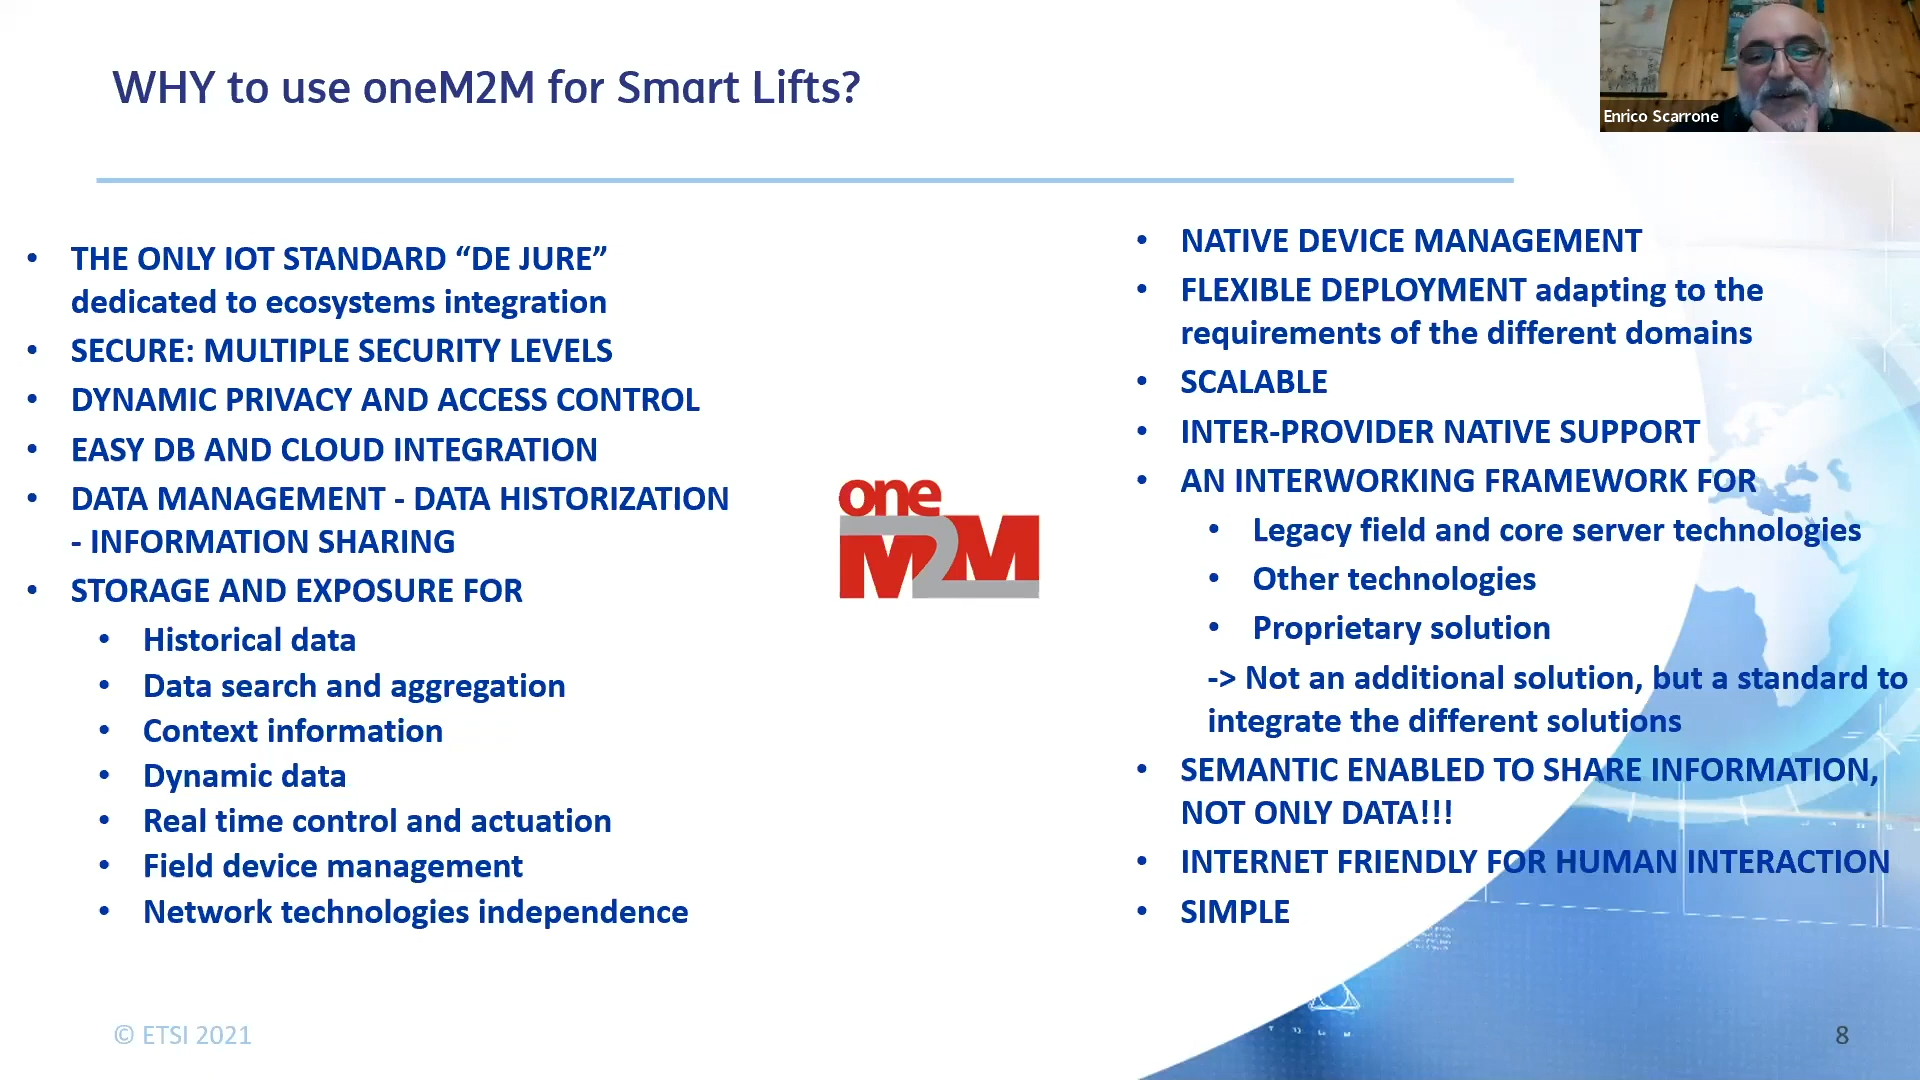 WHY to use oneM2M for Smart Lifts?
Enrico Scarrone
• THE ONLY IOT STANDARD “DE JURE”
dedicated to ecosystems integration
• SECURE: MULTIPLE SECURITY LEVELS
• DYNAMIC PRIVACY AND ACCESS CONTROL
• EASY DB AND CLOUD INTEGRATION
• DATA MANAGEMENT - DATA HISTORIZATION
- INFORMATION SHARING
• STORAGE AND EXPOSURE FOR
• Historical data
• Data search and aggregation
• Context information
• Dynamic data
• Real time control and actuation
• Field device management
• Network technologies independence
one
M2M
• NATIVE DEVICE MANAGEMENT
• FLEXIBLE DEPLOYMENT adapting to the
requirements of the different domains
• SCALABLE
• INTER-PROVIDER NATIVE SUPPORT
• AN INTERWORKING FRAMEWORK FOR
• Legacy field and core server technologies
• Other technologies
• Proprietary solution
-> Not an additional solution, but a standard to
integrate the different solutions
• SEMANTIC ENABLED TO SHARE INFORMATION,
NOT ONLY DATA!!!
• INTERNET FRIENDLY FOR HUMAN INTERACTION
• SIMPLE
© ETSI 2021
8